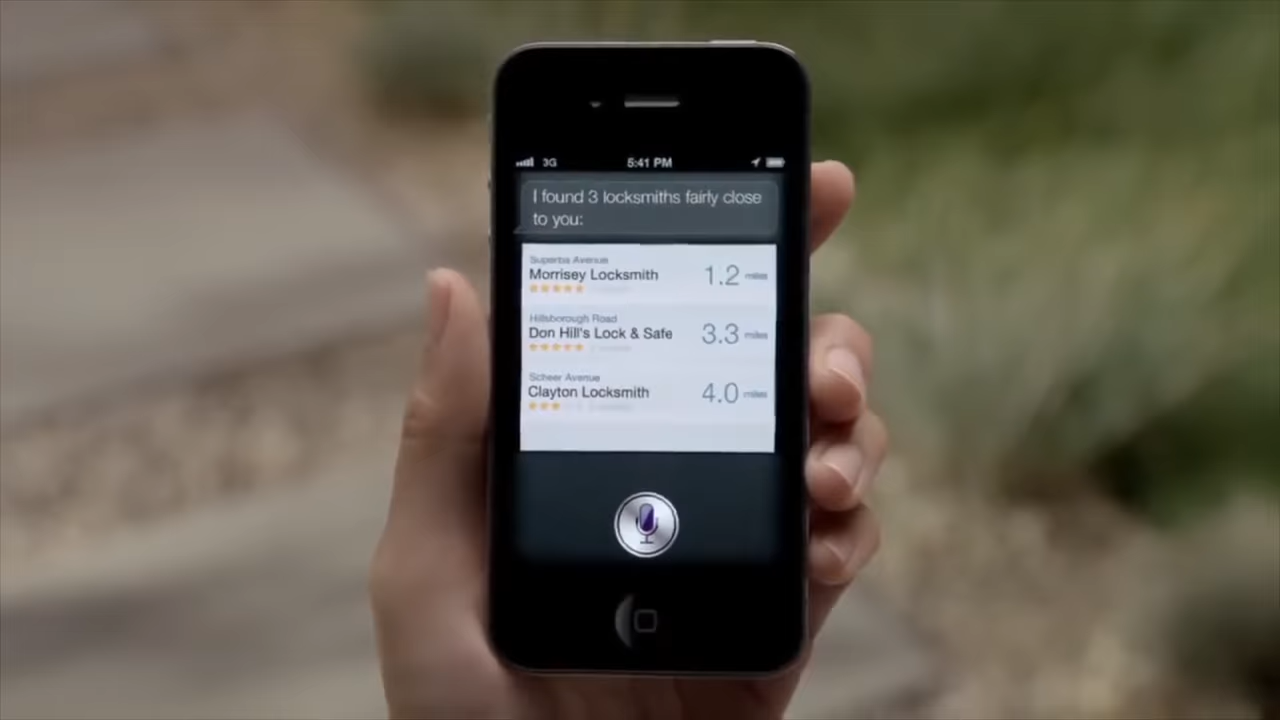 3G 5:41 PM
I found 3 locksmiths fairly close
to you:
Superba Avenue
Morrisey Locksmith 1.2 miles
Hillsborough Road
Don Hill's Lock & Safe 3.3 miles
Scheer Avenue
Clayton Locksmith 4.0 miles